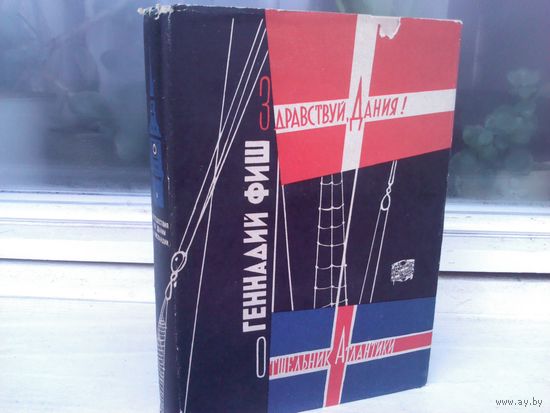 ГЕННАДИЙ ФИШ
ЗДРАВСТВУЙ, ДАНИЯ!
ОТШЕЛЬНИК АТЛАНТИКИ
© www.ay.by